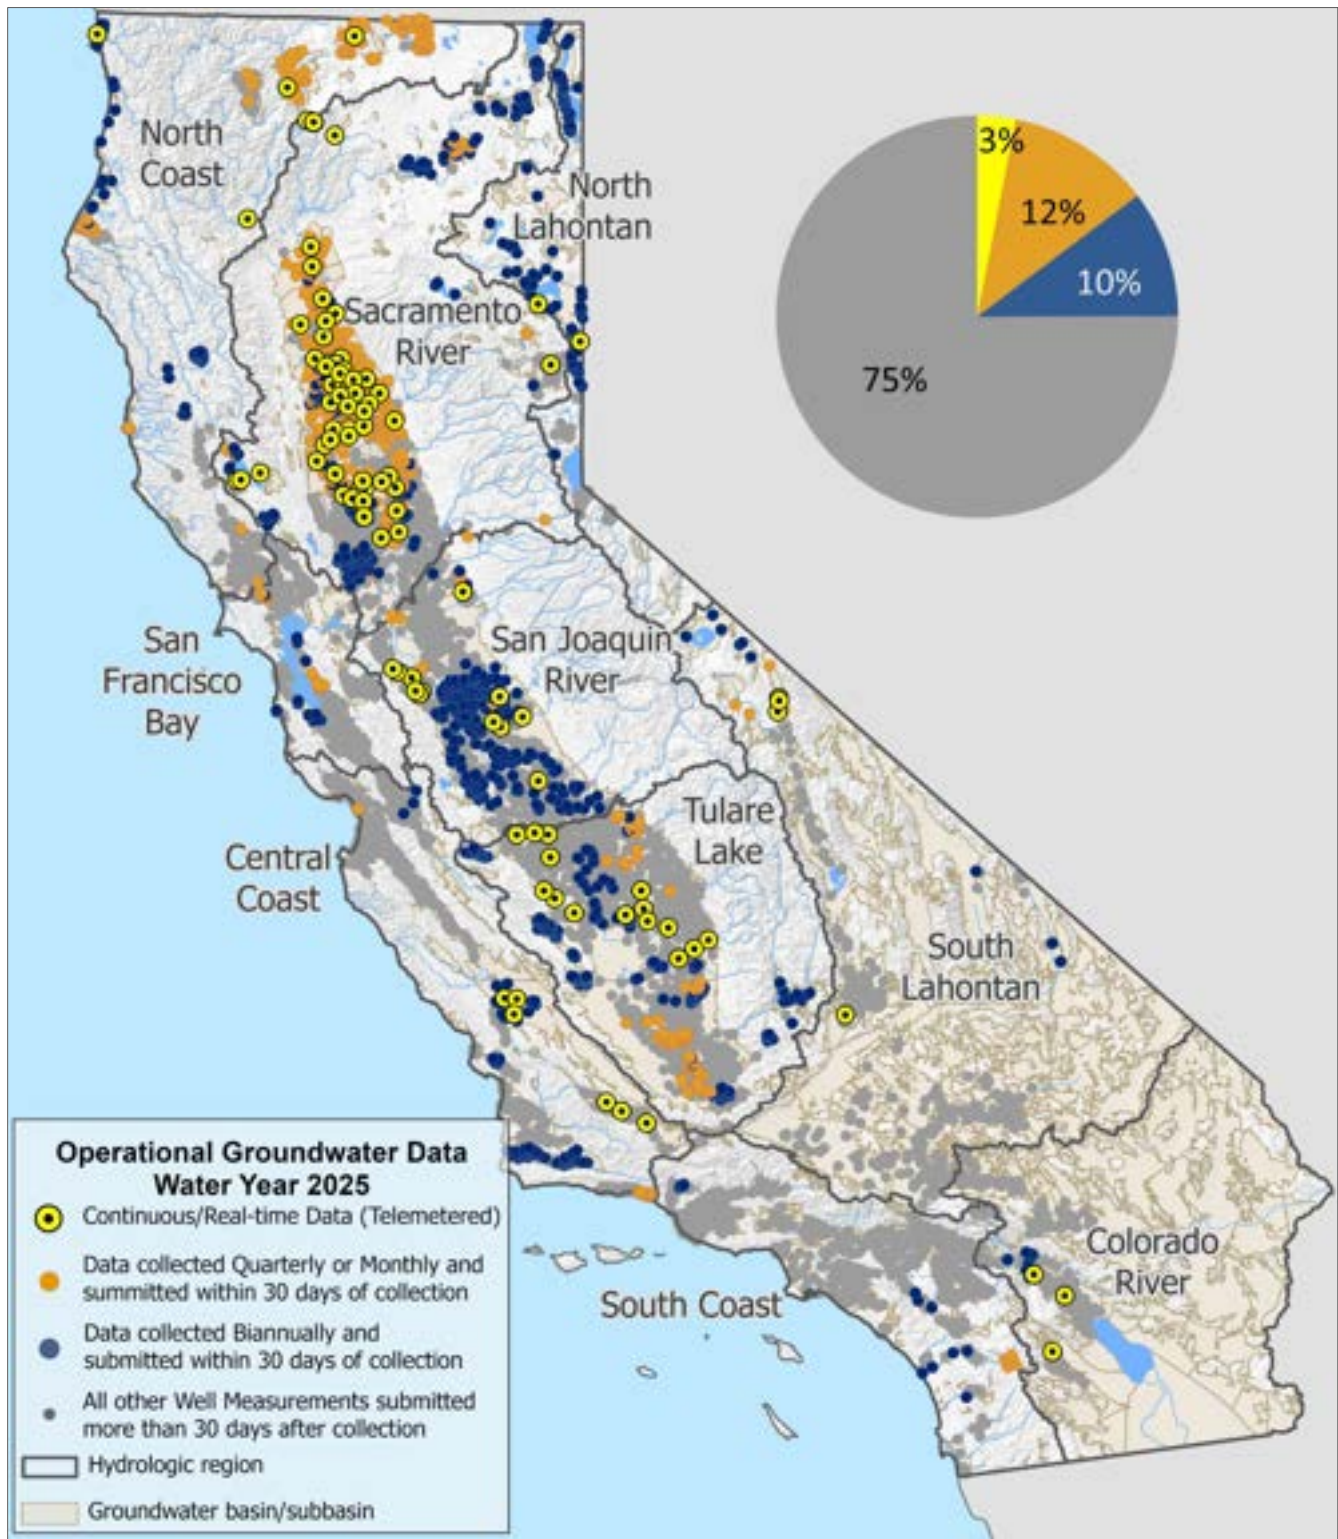 North
Coast
North
Lahontan
3%
12%
10%
75%
Sacramento
River
San
Francisco
Bay
San Joaquin
River
Central
Coast
Tulare
Lake
South
Lahontan
Colorado
River
South Coast
Operational Groundwater Data
Water Year 2025
Continuous/Real-time Data (Telemetered)
Data collected Quarterly or Monthly and
summitted within 30 days of collection
Data collected Biannually and
submitted within 30 days of collection
All other Well Measurements submitted
more than 30 days after collection
Hydrologic region
Groundwater basin/subbasin